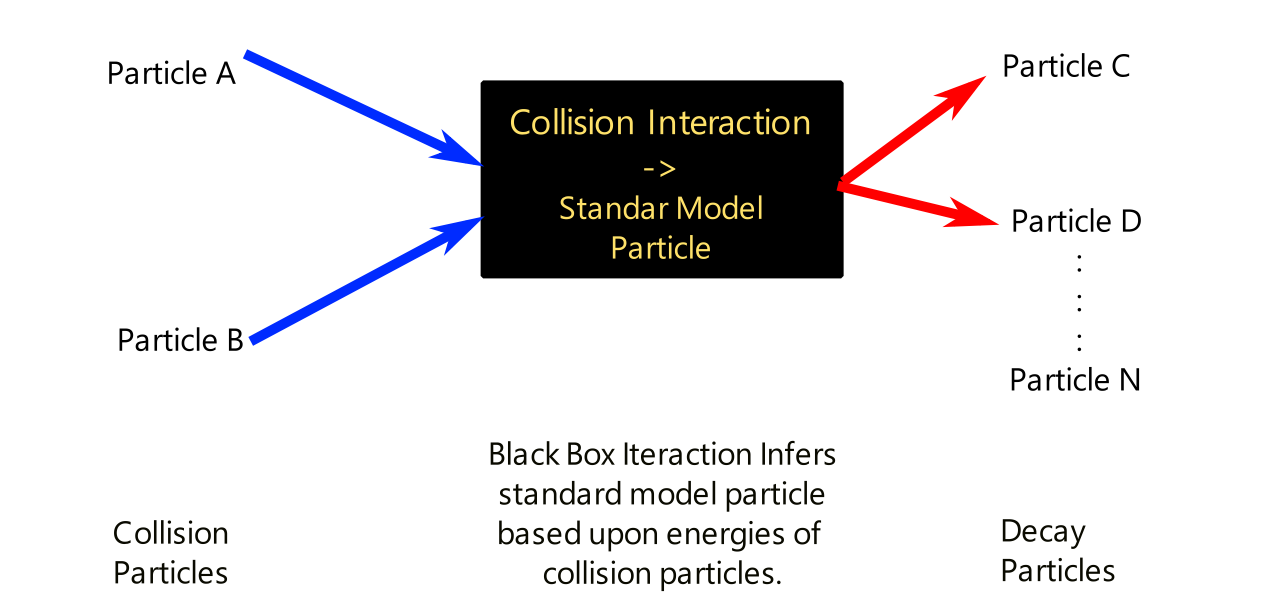 Particle A
Collision Interaction
->
Standar Model
Particle
Particle C
Particle D
:
:
:
Particle N
Particle B
Black Box Iteraction Infers
standard model particle
based upon energies of
collision particles.
Collision
Particles
Decay
Particles